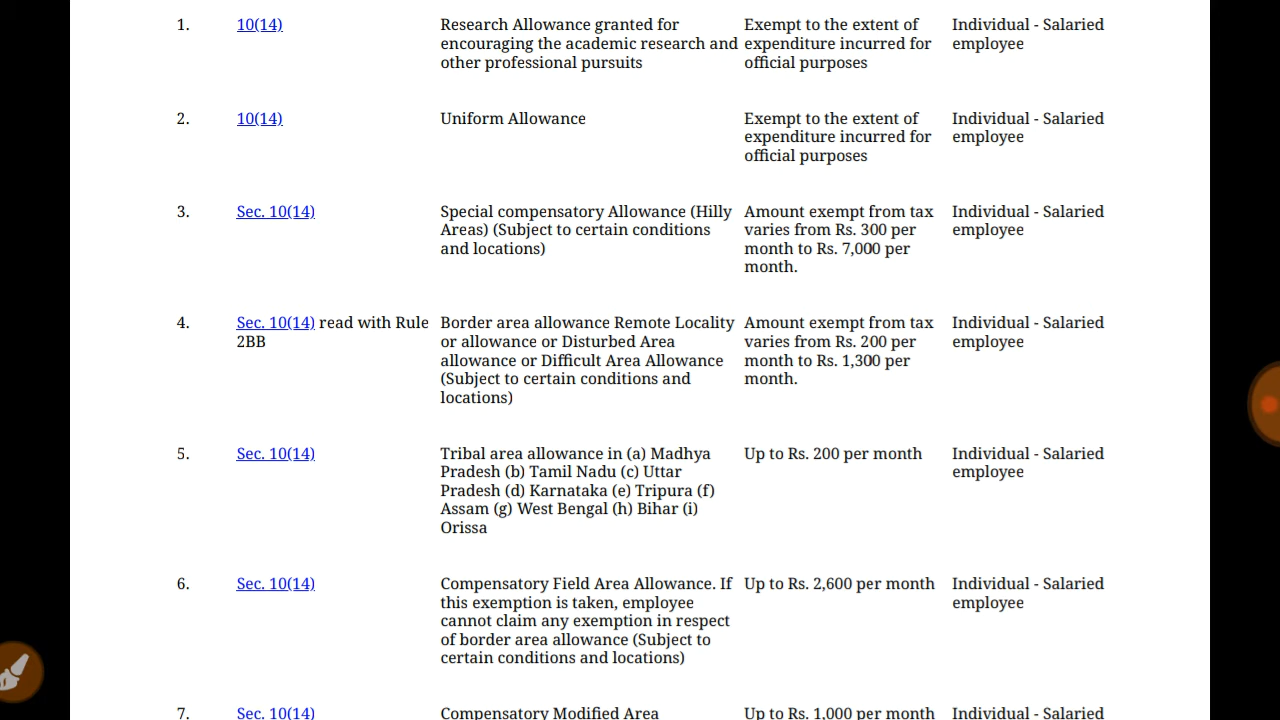 1. 10(14) Research Allowance granted for Exempt to the extent of Individual - Salaried
encouraging the academic research and expenditure incurred for employee
other professional pursuits official purposes
2. 10(14) Uniform Allowance Exempt to the extent of Individual - Salaried
expenditure incurred for employee
official purposes
3. Sec. 10(14) Special compensatory Allowance (Hilly Amount exempt from tax Individual - Salaried
Areas) (Subject to certain conditions varies from Rs. 300 per employee
and locations) month to Rs. 7,000 per
month.
4. Sec. 10(14) read with Rule Border area allowance Remote Locality Amount exempt from tax Individual - Salaried
2BB or allowance or Disturbed Area varies from Rs. 200 per employee
allowance or Difficult Area Allowance month to Rs. 1,300 per
(Subject to certain conditions and month.
locations)
5. Sec. 10(14) Tribal area allowance in (a) Madhya Up to Rs. 200 per month Individual - Salaried
Pradesh (b) Tamil Nadu (c) Uttar employee
Pradesh (d) Karnataka (e) Tripura (f)
Assam (g) West Bengal (h) Bihar (i)
Orissa
6. Sec. 10(14) Compensatory Field Area Allowance. If Up to Rs. 2,600 per month Individual - Salaried
this exemption is taken, employee employee
cannot claim any exemption in respect
of border area allowance (Subject to
certain conditions and locations)
7. Sec. 10(14) Compensatory Modified Area Up to Rs. 1,000 per month Individual - Salaried